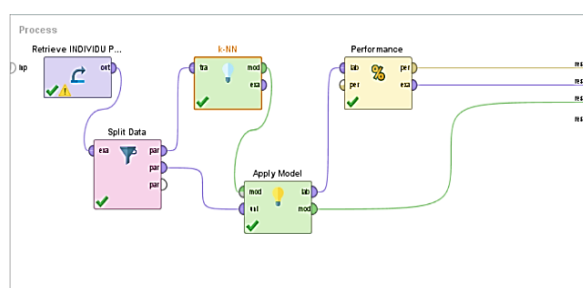 Process
Retrieve INDIVIDU P...
k-NN
Performance
inp
out
tra
mod
exa
lab
per
%
per
exa
res
res
res
res
Split Data
exa
par
par
par
Apply Model
mod
lab
unl
mod